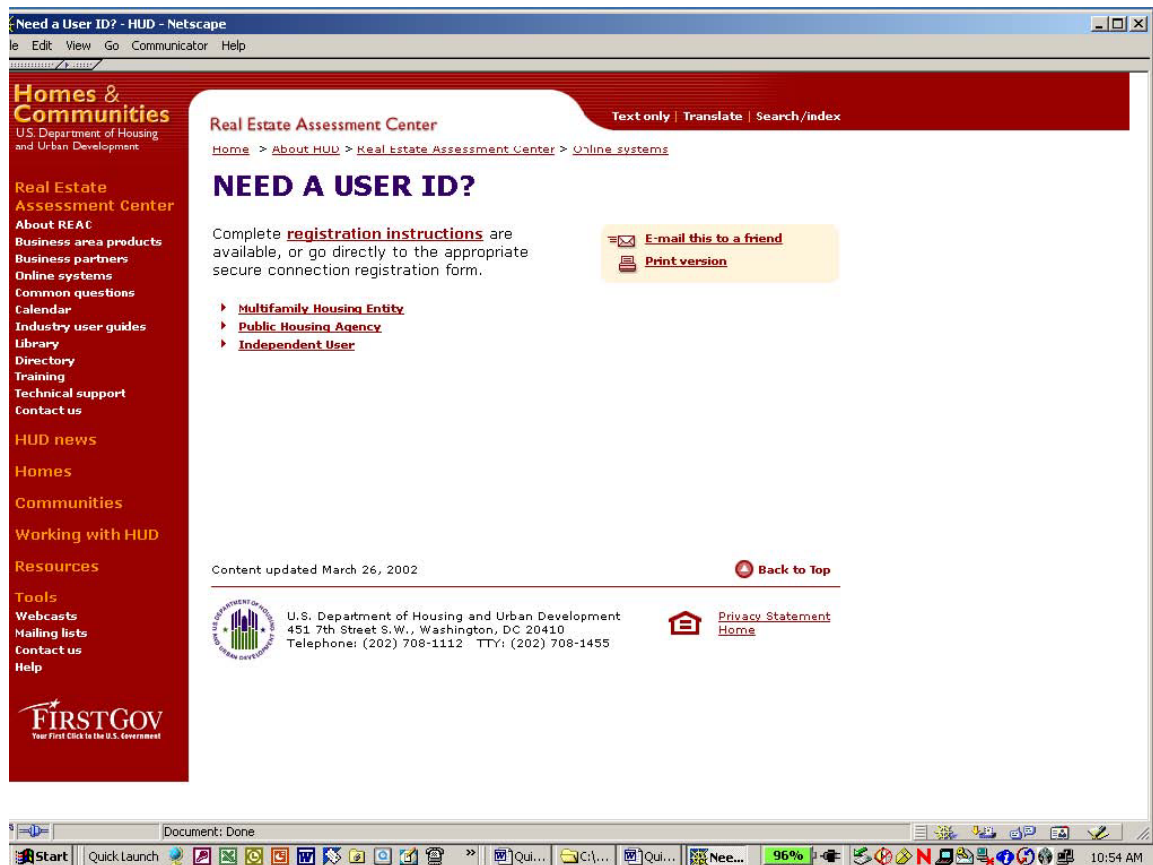 Need a User ID? - HUD - Netscape
le Edit View Go Communicator Help
Homes &
Communities
U.S. Department of Housing
and Urban Development
Real Estate Assessment Center
Text only | Translate | Search/index
Home > About HUD > Real Estate Assessment Center > Online systems
Real Estate
Assessment Center
About REAC
Business area products
Business partners
Online systems
Common questions
Calendar
Industry user guides
Library
Directory
Training
Technical support
Contact us
HUD news
Homes
Communities
Working with HUD
Resources
Tools
Webcasts
Mailing lists
Contact us
Help
FIRSTGOV
Your First Click to the U.S. Government
NEED A USER ID?
Complete registration instructions are
available, or go directly to the appropriate
secure connection registration form.
Multifamily Housing Entity
Public Housing Agency
Independent User
E-mail this to a friend
Print version
Content updated March 26, 2002
Back to Top
U.S. Department of Housing and Urban Development
451 7th Street S.W., Washington, DC 20410
Telephone: (202) 708-1112 TTY: (202) 708-1455
Privacy Statement
Home
Document: Done
Start Quick Launch » Qui... C:\... Qui... Nee... 96% 10:54 AM